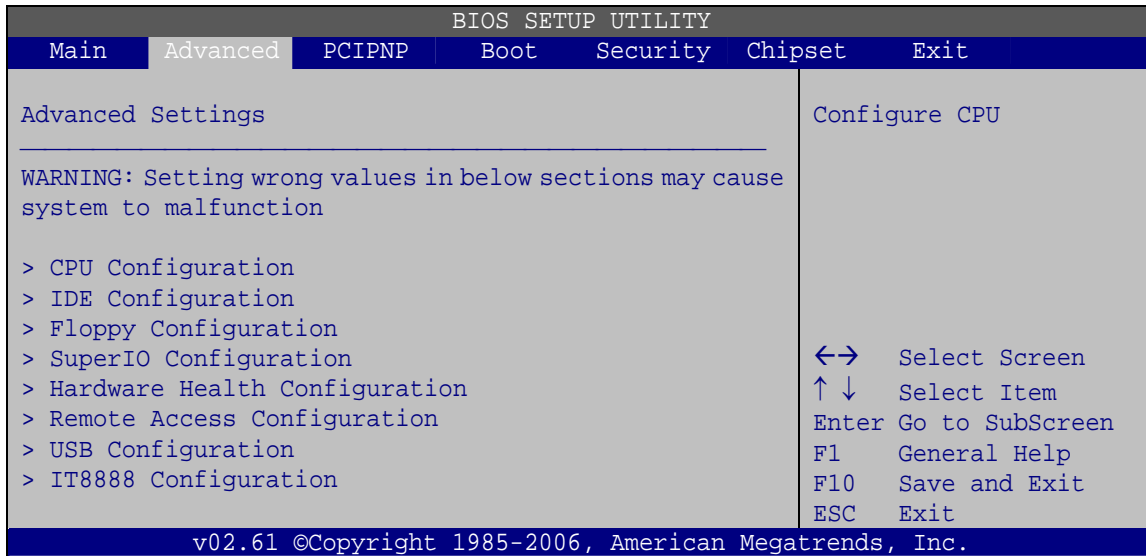 BIOS SETUP UTILITY
Main Advanced PCIPNP Boot Security Chipset Exit
Advanced Settings
WARNING: Setting wrong values in below sections may cause
system to malfunction
> CPU Configuration
> IDE Configuration
> Floppy Configuration
> SuperIO Configuration
> Hardware Health Configuration
> Remote Access Configuration
> USB Configuration
> IT8888 Configuration
Configure CPU
←→ Select Screen
↑ ↓ Select Item
Enter Go to SubScreen
F1 General Help
F10 Save and Exit
ESC Exit
v02.61 ©Copyright 1985-2006, American Megatrends, Inc.